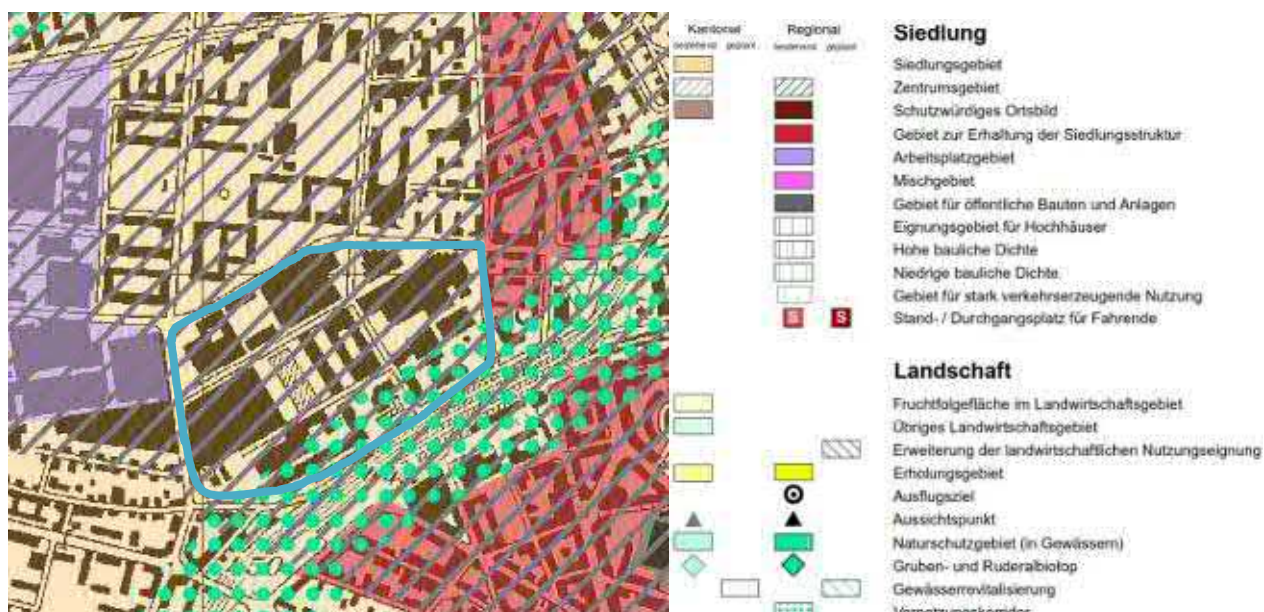 Kantonal Regional
bestehend geplant bestehend geplant
Siedlung
Siedlungsgebiet
Zentrumsgebiet
Schutzwürdiges Ortsbild
Gebiet zur Erhaltung der Siedlungsstruktur
Arbeitsplatzgebiet
Mischgebiet
Gebiet für öffentliche Bauten und Anlagen
Eignungsgebiet für Hochhäuser
Hohe bauliche Dichte
Niedrige bauliche Dichte
Gebiet für stark verkehrserzeugende Nutzung
S S Stand- / Durchgangsplatz für Fahrende
Landschaft
Fruchtfolgefläche im Landwirtschaftsgebiet
Übriges Landwirtschaftsgebiet
Erweiterung der landwirtschaftlichen Nutzungseignung
Erholungsgebiet
Ausflugsziel
Aussichtspunkt
Naturschutzgebiet (in Gewässern)
Gruben- und Ruderalbiotop
Gewässerrevitalisierung
Vernetzungskorridor